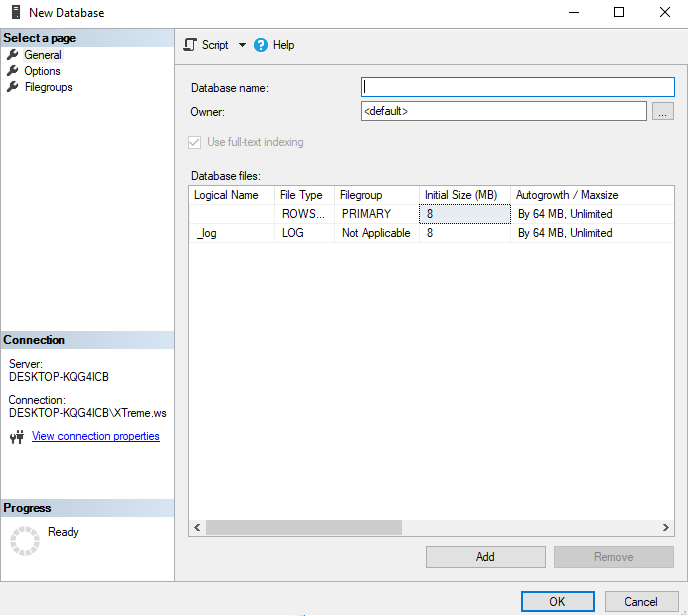 New Database
Select a page
General
Options
Filegroups
Script
Help
Database name:
Owner: <default> ...
Use full-text indexing
Database files:
Logical Name File Type Filegroup Initial Size (MB) Autogrowth / Maxsize
ROWS... PRIMARY 8 By 64 MB, Unlimited
_log LOG Not Applicable 8 By 64 MB, Unlimited
Connection
Server:
DESKTOP-KQG4ICB
Connection:
DESKTOP-KQG4ICB\XTreme.ws
View connection properties
Progress
Ready
Add Remove
OK Cancel